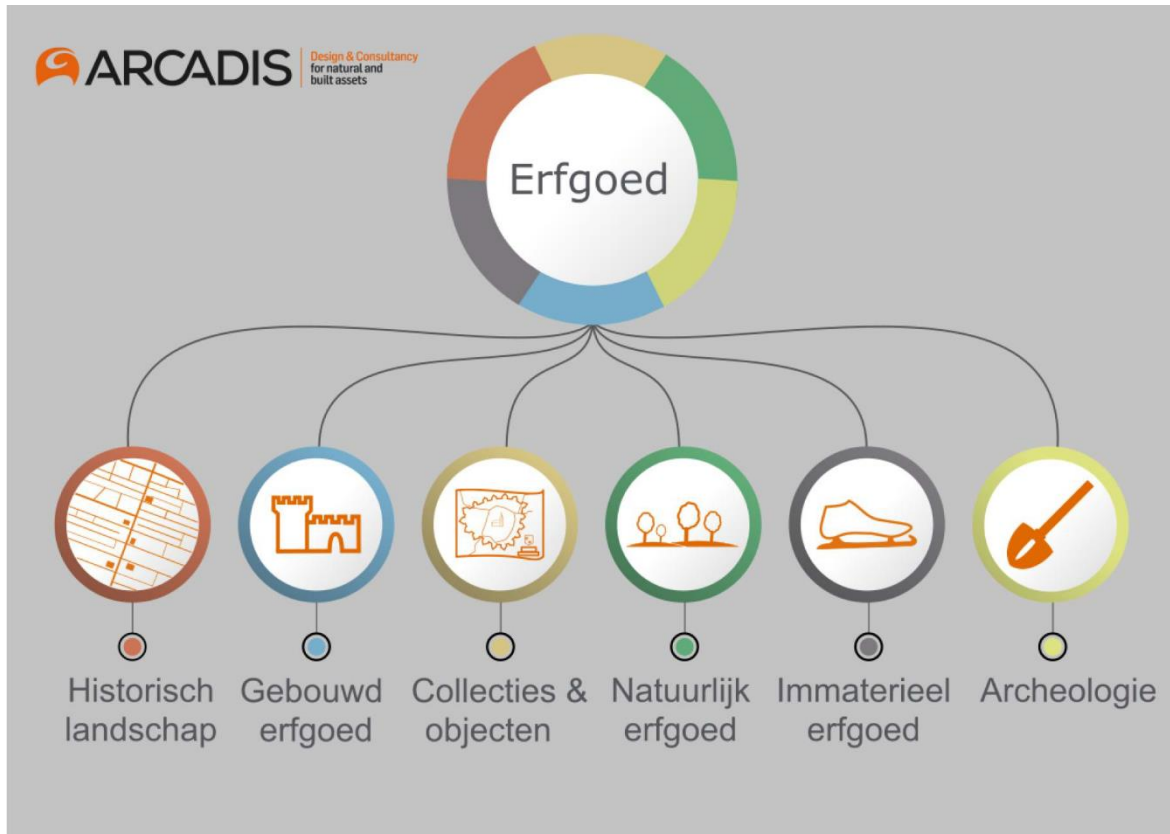 ARCADIS
Design & Consultancy
for natural and
built assets
Erfgoed
Historisch
landschap
Gebouwd
erfgoed
Collecties &
objecten
Natuurlijk
erfgoed
Immaterieel
erfgoed
Archeologie